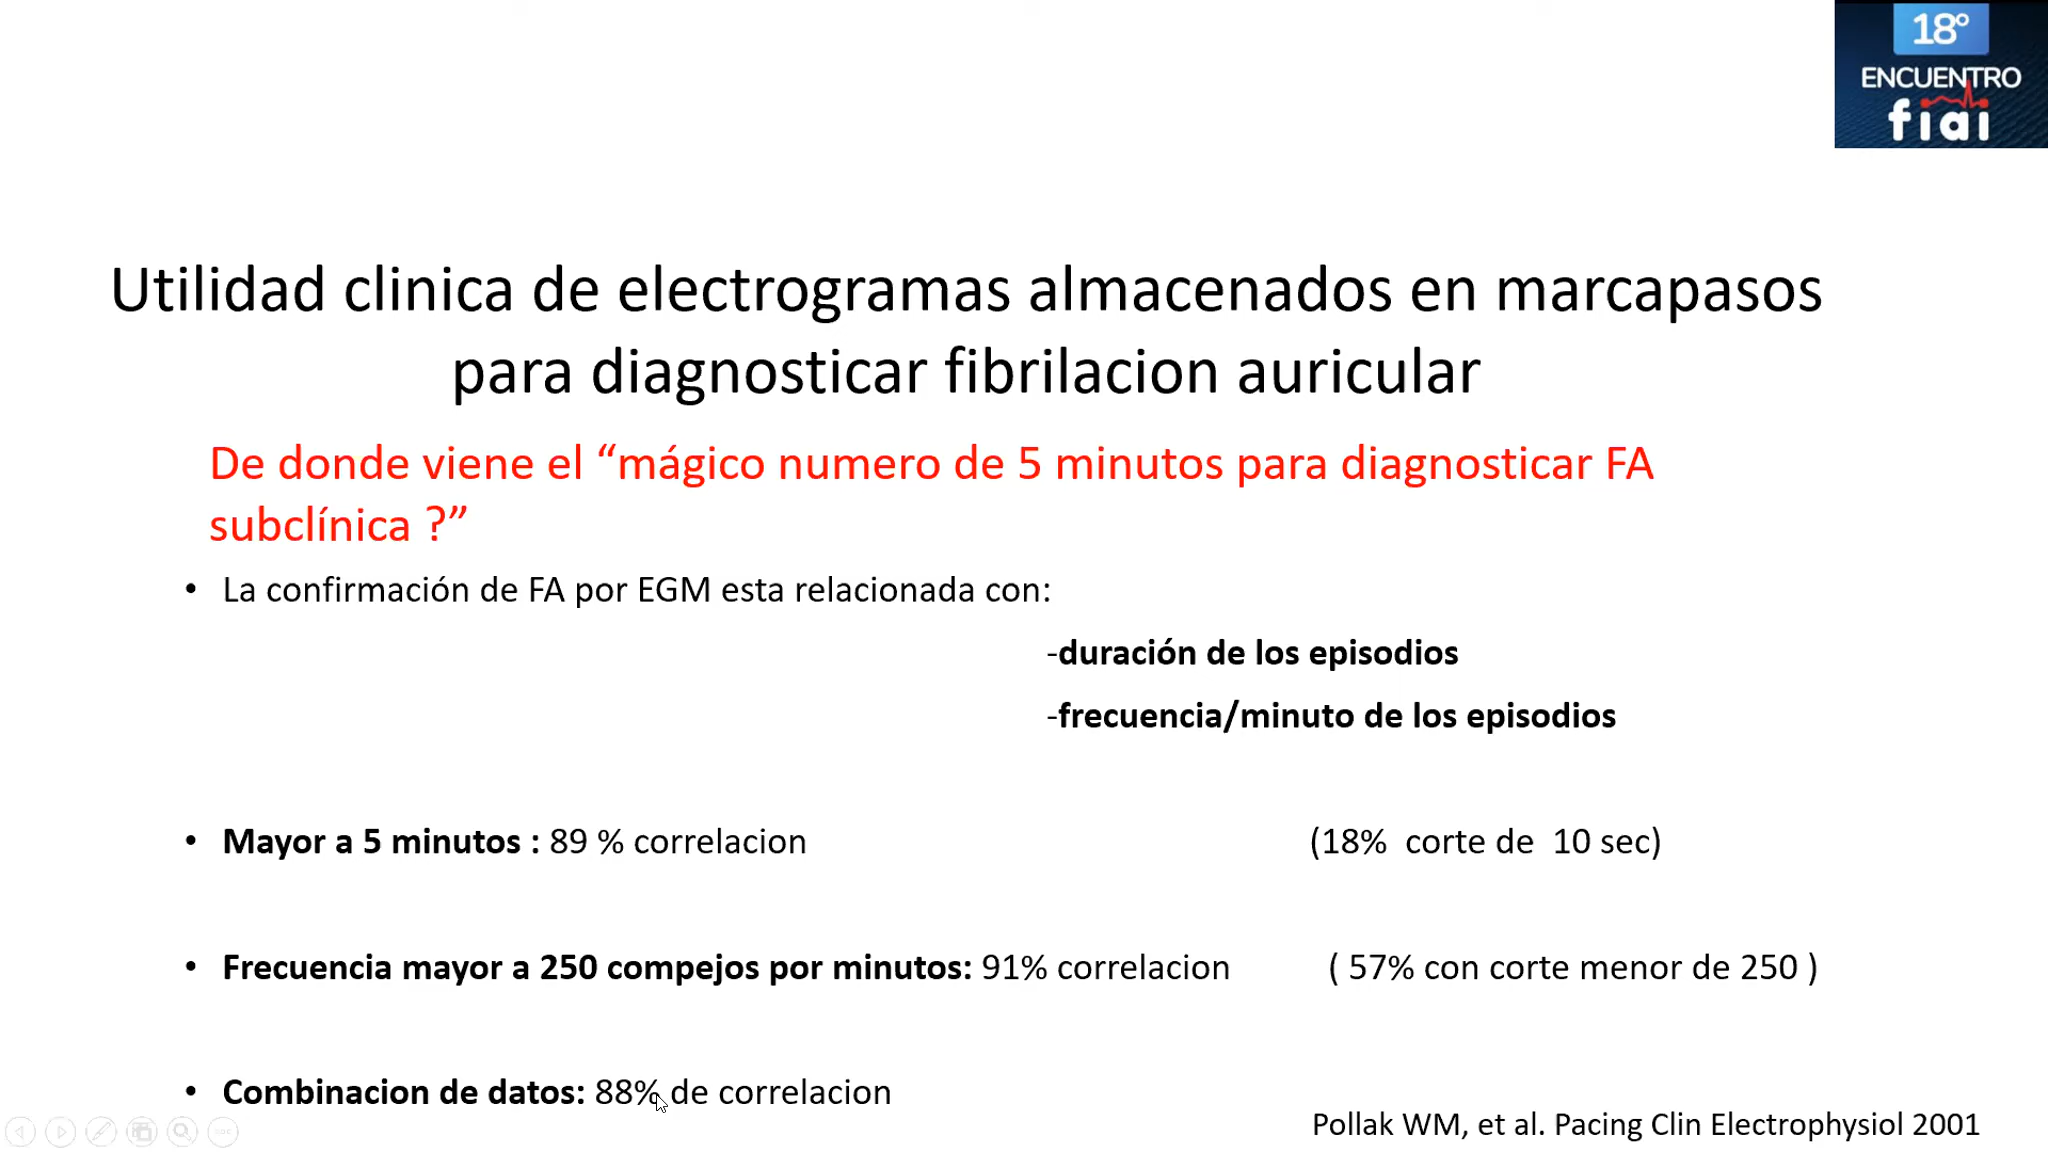 18º
ENCUENTRO
fiai
Utilidad clinica de electrogramas almacenados en marcapasos
para diagnosticar fibrilacion auricular
De donde viene el “mágico numero de 5 minutos para diagnosticar FA
subclínica ?”
• La confirmación de FA por EGM esta relacionada con:
-duración de los episodios
-frecuencia/minuto de los episodios
• Mayor a 5 minutos : 89 % correlacion (18% corte de 10 sec)
• Frecuencia mayor a 250 compejos por minutos: 91% correlacion ( 57% con corte menor de 250 )
• Combinacion de datos: 88% de correlacion
Pollak WM, et al. Pacing Clin Electrophysiol 2001